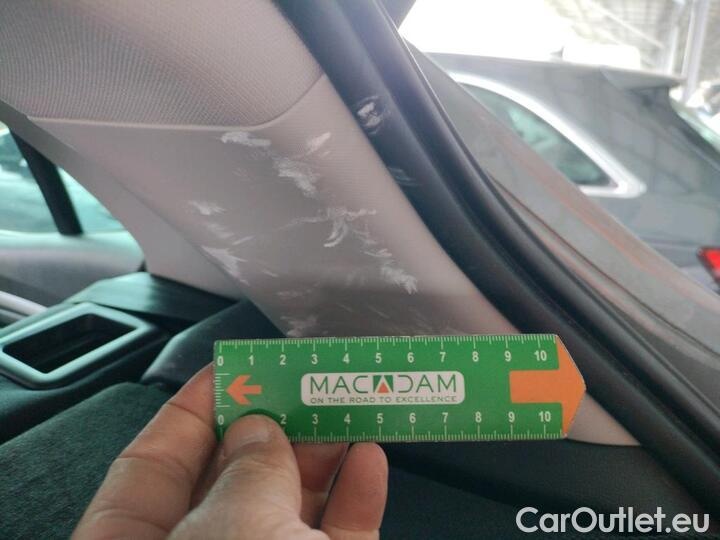 0 1 2 3 4 5 6 7 8 9 10
MACADAM
ON THE ROAD TO EXCELLENCE
0 2 3 4 5 6 7 8 9 10
CarOutlet.eu